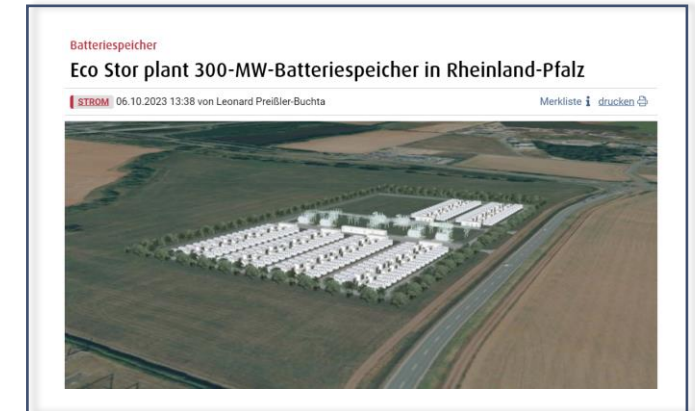 Batteriespeicher
Eco Stor plant 300-MW-Batteriespeicher in Rheinland-Pfalz
STROM 06.10.2023 13:38 von Leonard Preißler-Buchta Merkliste i drucken